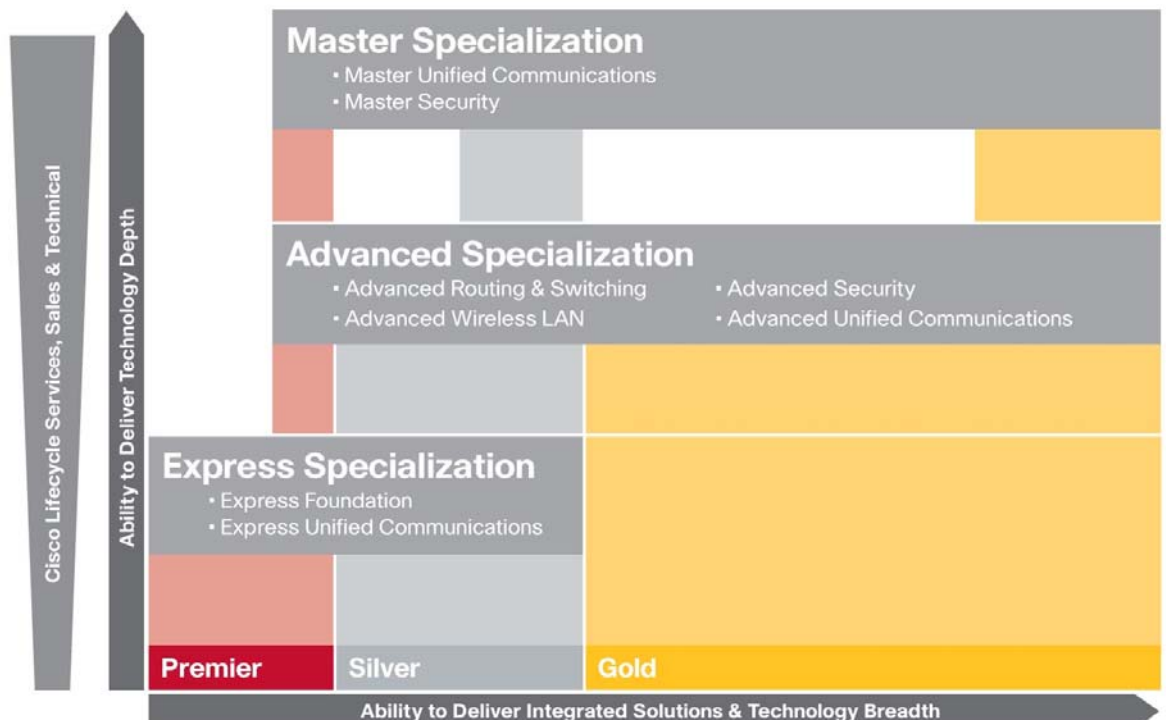 Master Specialization
▪ Master Unified Communications
▪ Master Security
Advanced Specialization
▪ Advanced Routing & Switching
▪ Advanced Security
▪ Advanced Wireless LAN
▪ Advanced Unified Communications
Express Specialization
▪ Express Foundation
▪ Express Unified Communications
Premier
Silver
Gold
Cisco Lifecycle Services, Sales & Technical
Ability to Deliver Technology Depth
Ability to Deliver Integrated Solutions & Technology Breadth